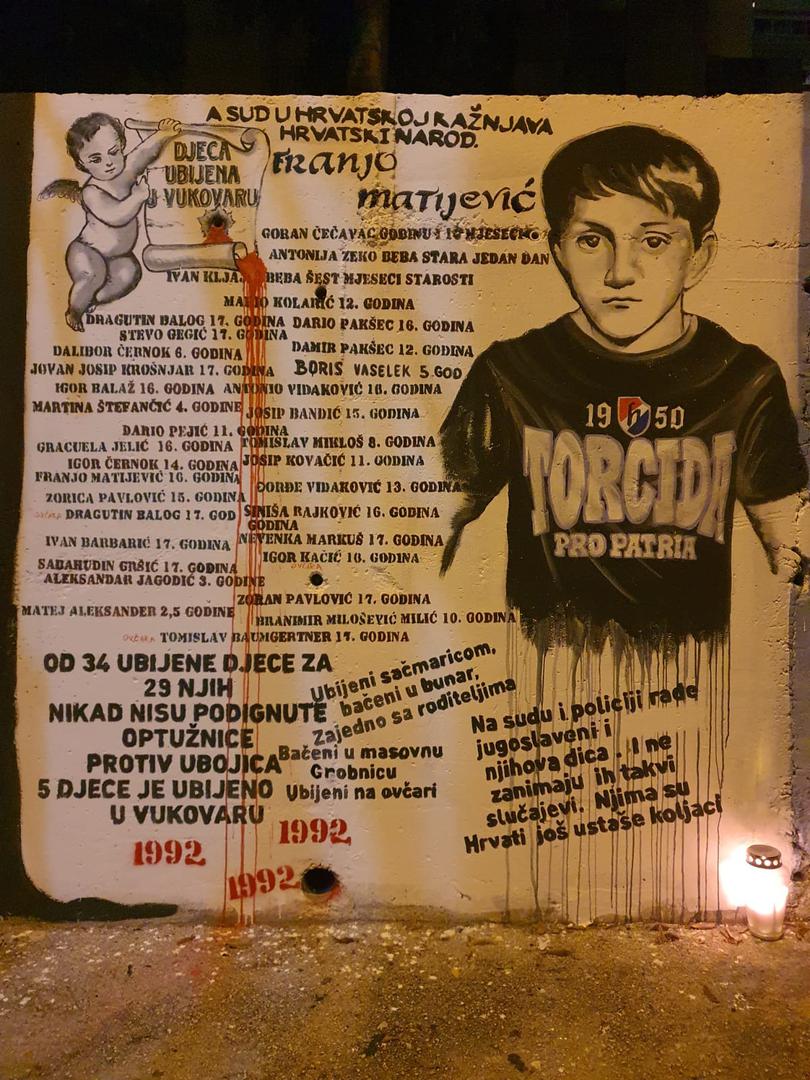 A SUD U HRVATSKOJ KAŽNJAVA
HRVATSKI NAROD.
DJECA
UBIJENA
U VUKOVARU
Franjo
Matijević
GORAN ČEČAVAC GODINU I 10 MJESECI
ANTONIJA ZEKO BEBA STARA JEDAN DAN
IVAN BEBA ŠEST MJESECI STAROSTI
MARIO KOLARIĆ 12. GODINA
DRAGUTIN BALOG 17. GODINA
DARIO PAKŠEC 16. GODINA
STEVO GEGIĆ 17. GODINA
DALIBOR ČERNOK 6. GODINA
DAMIR PAKŠEC 12. GODINA
JOVAN JOSIP KROŠNJAR 17. GODINA
BORIS VASELEK 5 GOD
IGOR BALAŽ 16. GODINA
ANTONIO VIDAKOVIĆ 16. GODINA
MARTINA ŠTEFANČIĆ 4. GODINE
JOSIP BANDIĆ 15. GODINA
DARIO PEJIĆ 11. GODINA
GRACUELA JELIĆ 16. GODINA
TOMISLAV MIKLOŠ 8. GODINA
IGOR ČERNOK 14. GODINA
JOSIP KOVAČIĆ 11. GODINA
FRANJO MATIJEVIĆ 16. GODINA
ĐORĐE VIDAKOVIĆ 13. GODINA
ZORICA PAVLOVIĆ 15. GODINA
DRAGUTIN BALOG 17. GOD
SINIŠA RAJKOVIĆ 16. GODINA
GODINA
IVAN BARBARIĆ 17. GODINA
NEVENKA MARKUŠ 17. GODINA
IGOR KAČIĆ 16. GODINA
OVČARA
SABAHUDIN GRŠIĆ 17. GODINA
ALEKSANDAR JAGODIĆ 3. GODINE
ZORAN PAVLOVIĆ 17. GODINA
MATEJ ALEKSANDER 2,5 GODINE
BRANIMIR MILOŠEVIĆ MILIĆ 10. GODINA
OVČARA TOMISLAV BAUMGERTNER 17. GODINA
OD 34 UBIJENE DJECE ZA
29 NJIH
NIKAD NISU PODIGNUTE
OPTUŽNICE
PROTIV UBOJICA
5 DJECE JE UBIJENO
U VUKOVARU
1992
1992
1992
Ubijeni sačmaricom,
bačeni u bunar,
Zajedno sa roditeljima
Bačeni u masovnu
Grobnicu
Ubijeni na ovčari
19 50
TORCIDA
PRO PATRIA
Na sudu i policiji rade
jugoslaveni i
njihova dica . I ne
zanimaju ih takvi
slučajevi. Njima su
Hrvati još ustaše koljaci